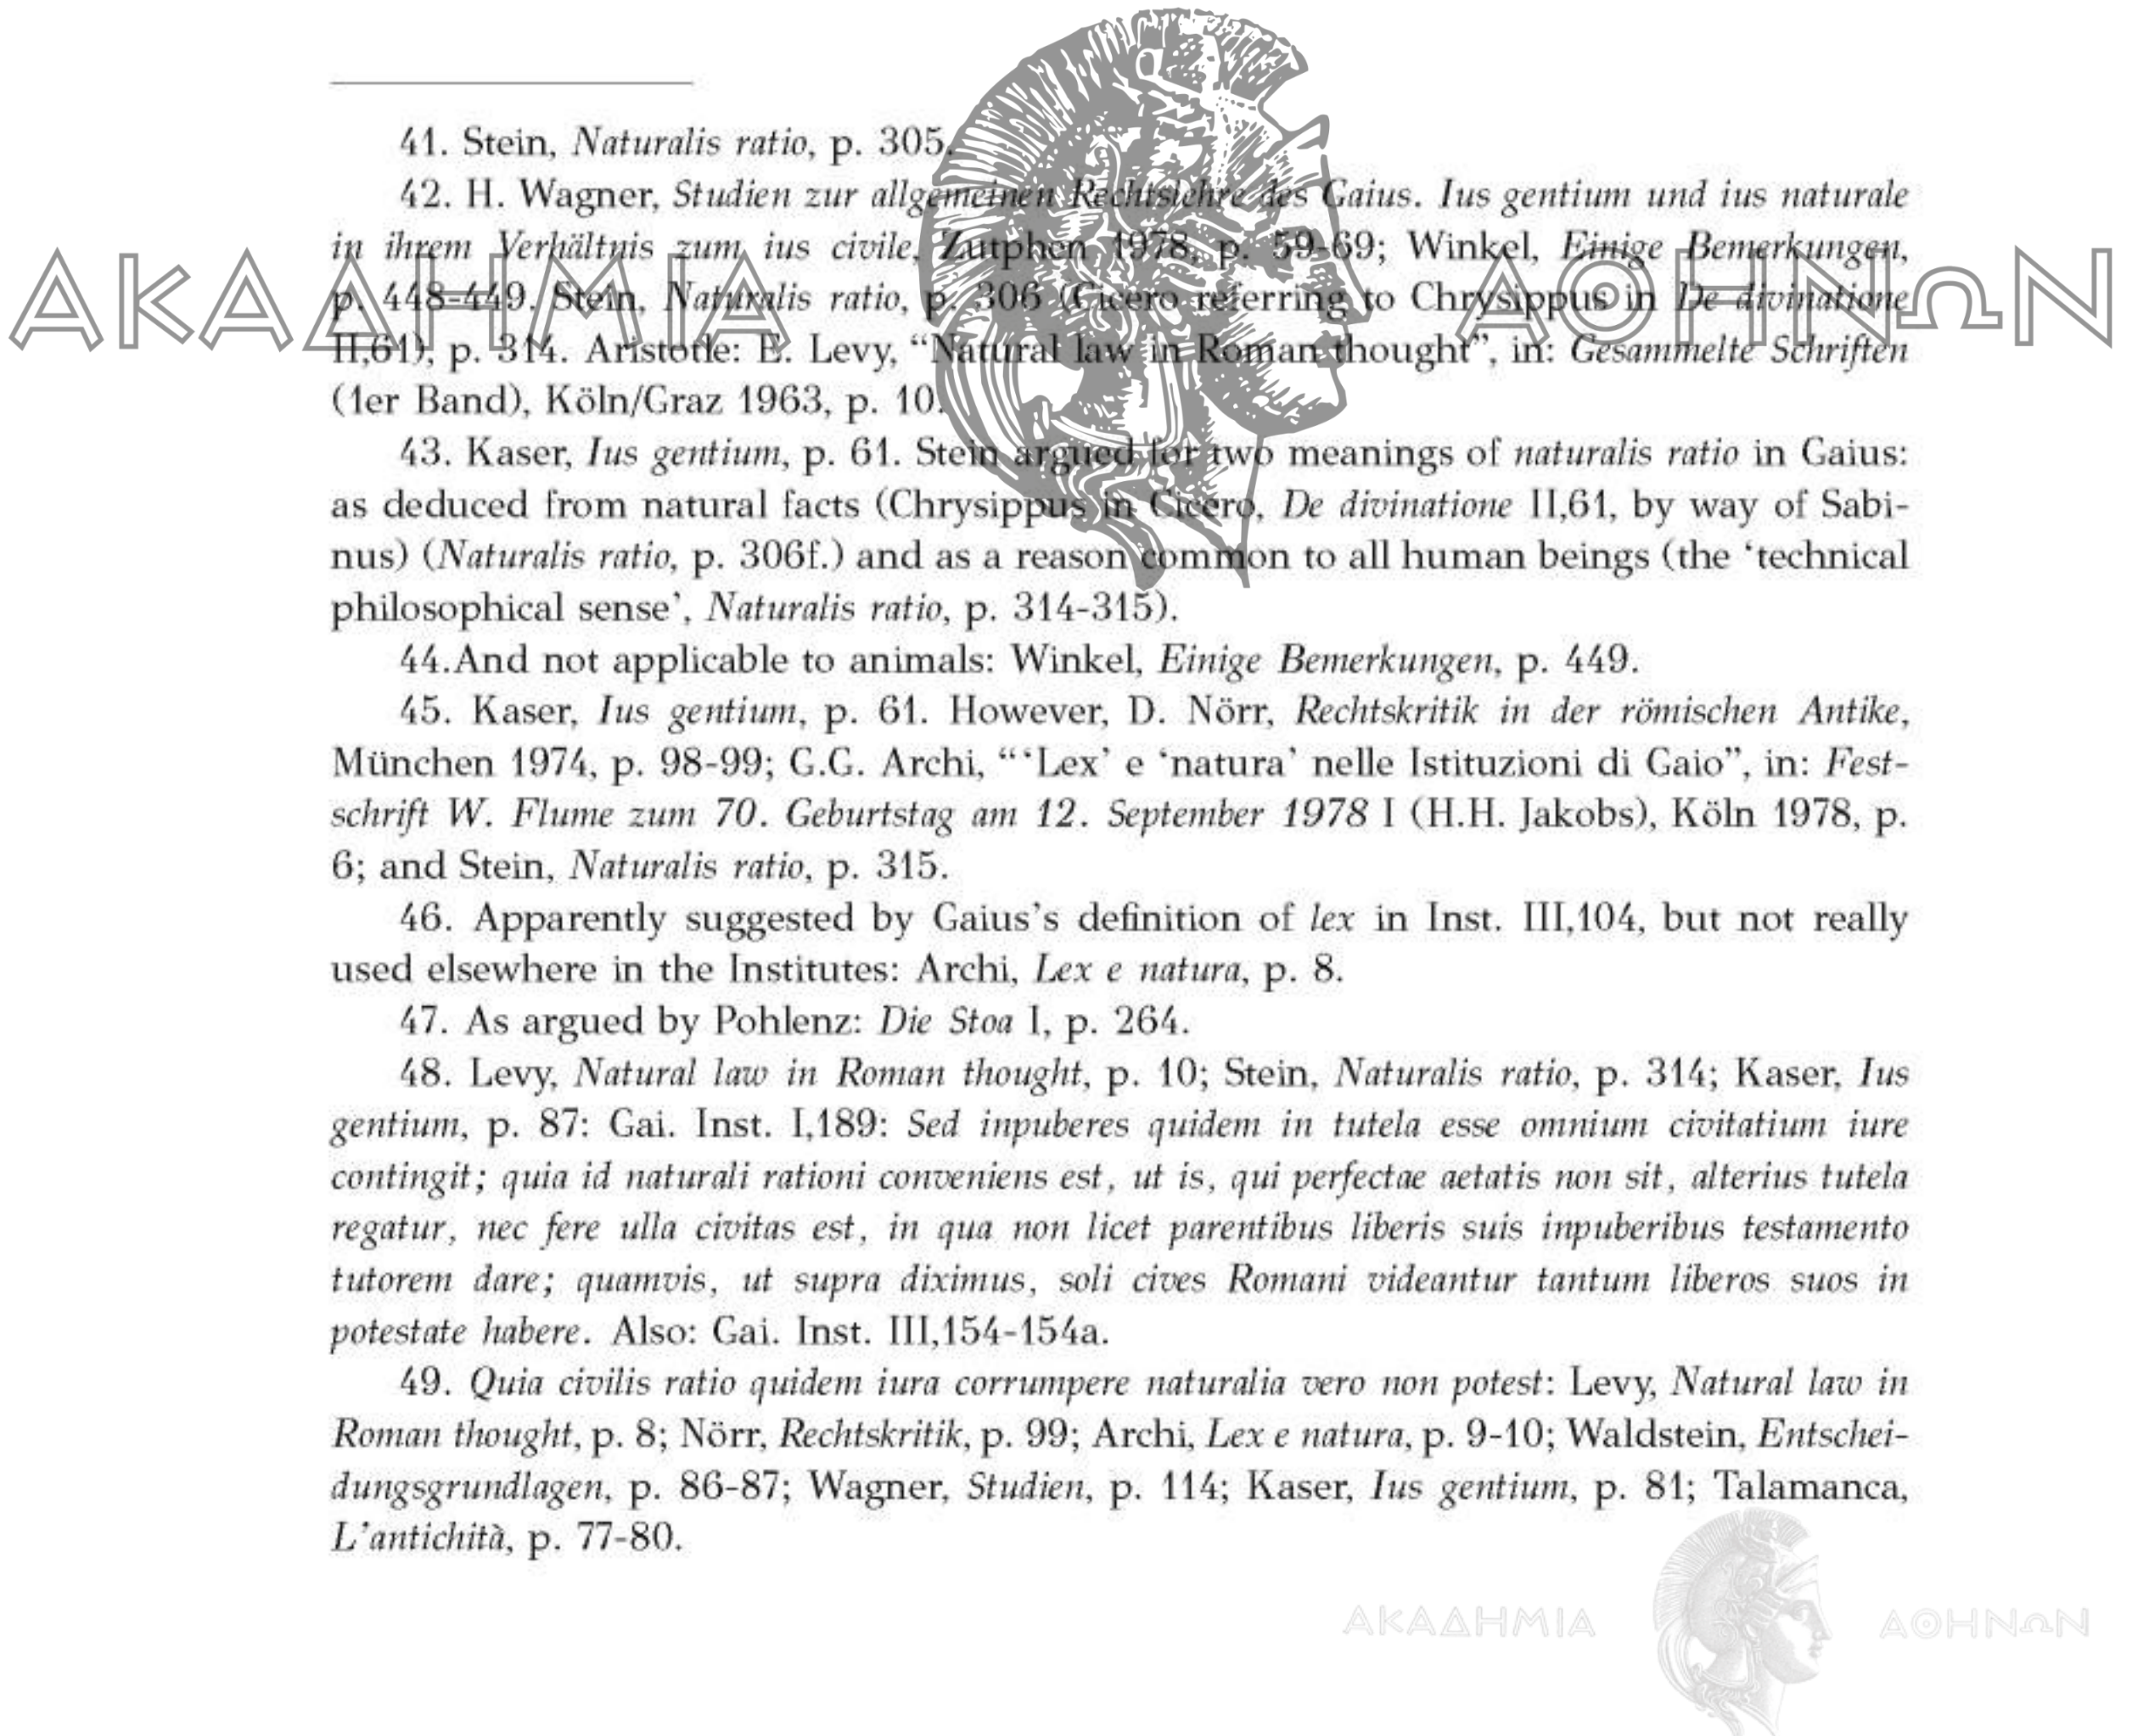 41. Stein, Naturalis ratio, p. 305.
42. H. Wagner, Studien zur allgemeinen Rechtslehre des Gaius. Ius gentium und ius naturale
in ihrem Verhältnis zum ius civile, Zutphen 1978, p. 59-69; Winkel, Einige Bemerkungen,
p. 448-449. Stein, Naturalis ratio, p. 306 (Cicero referring to Chrysippus in De divinatione
II,61), p. 314. Aristotle: E. Levy, “Natural law in Roman thought”, in: Gesammelte Schriften
(1er Band), Köln/Graz 1963, p. 10.
ΑΚΑΔΗΜΙΑ ΑΘΗΝΩΝ
43. Kaser, Ius gentium, p. 61. Stein argued for two meanings of naturalis ratio in Gaius:
as deduced from natural facts (Chrysippus in Cicero, De divinatione II,61, by way of Sabi-
nus) (Naturalis ratio, p. 306f.) and as a reason common to all human beings (the ‘technical
philosophical sense’, Naturalis ratio, p. 314-315).
44.And not applicable to animals: Winkel, Einige Bemerkungen, p. 449.
45. Kaser, Ius gentium, p. 61. However, D. Nörr, Rechtskritik in der römischen Antike,
München 1974, p. 98-99; G.G. Archi, “‘Lex’ e ‘natura’ nelle Istituzioni di Gaio”, in: Fest-
schrift W. Flume zum 70. Geburtstag am 12. September 1978 I (H.H. Jakobs), Köln 1978, p.
6; and Stein, Naturalis ratio, p. 315.
46. Apparently suggested by Gaius’s definition of lex in Inst. III,104, but not really
used elsewhere in the Institutes: Archi, Lex e natura, p. 8.
47. As argued by Pohlenz: Die Stoa I, p. 264.
48. Levy, Natural law in Roman thought, p. 10; Stein, Naturalis ratio, p. 314; Kaser, Ius
gentium, p. 87: Gai. Inst. I,189: Sed inpuberes quidem in tutela esse omnium civitatium iure
contingit; quia id naturali rationi conveniens est, ut is, qui perfectae aetatis non sit, alterius tutela
regatur, nec fere ulla civitas est, in qua non licet parentibus liberis suis inpuberibus testamento
tutorem dare; quamvis, ut supra diximus, soli cives Romani videantur tantum liberos suos in
potestate habere. Also: Gai. Inst. III,154-154a.
49. Quia civilis ratio quidem iura corrumpere naturalia vero non potest: Levy, Natural law in
Roman thought, p. 8; Nörr, Rechtskritik, p. 99; Archi, Lex e natura, p. 9-10; Waldstein, Entschei-
dungsgrundlagen, p. 86-87; Wagner, Studien, p. 114; Kaser, Ius gentium, p. 81; Talamanca,
L’antichità, p. 77-80.
ΑΚΑΔΗΜΙΑ ΑΘΗΝΩΝ